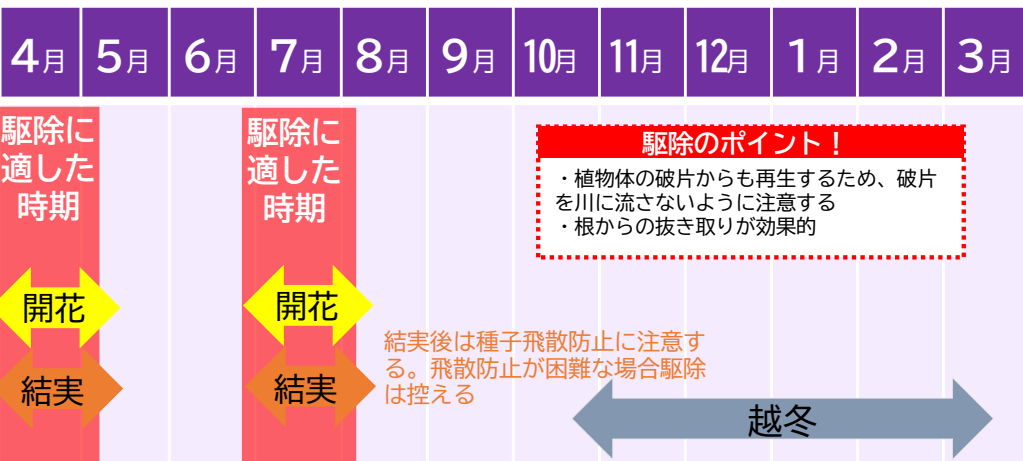 4月 5月 6月 7月 8月 9月 10月 11月 12月 1月 2月 3月
駆除に
適した
時期
駆除に
適した
時期
駆除のポイント！
・植物体の破片からも再生するため、破片
を川に流さないように注意する
・根からの抜き取りが効果的
開花
開花
結実後は種子飛散防止に注意す
る。飛散防止が困難な場合駆除
は控える
結実
結実
越冬